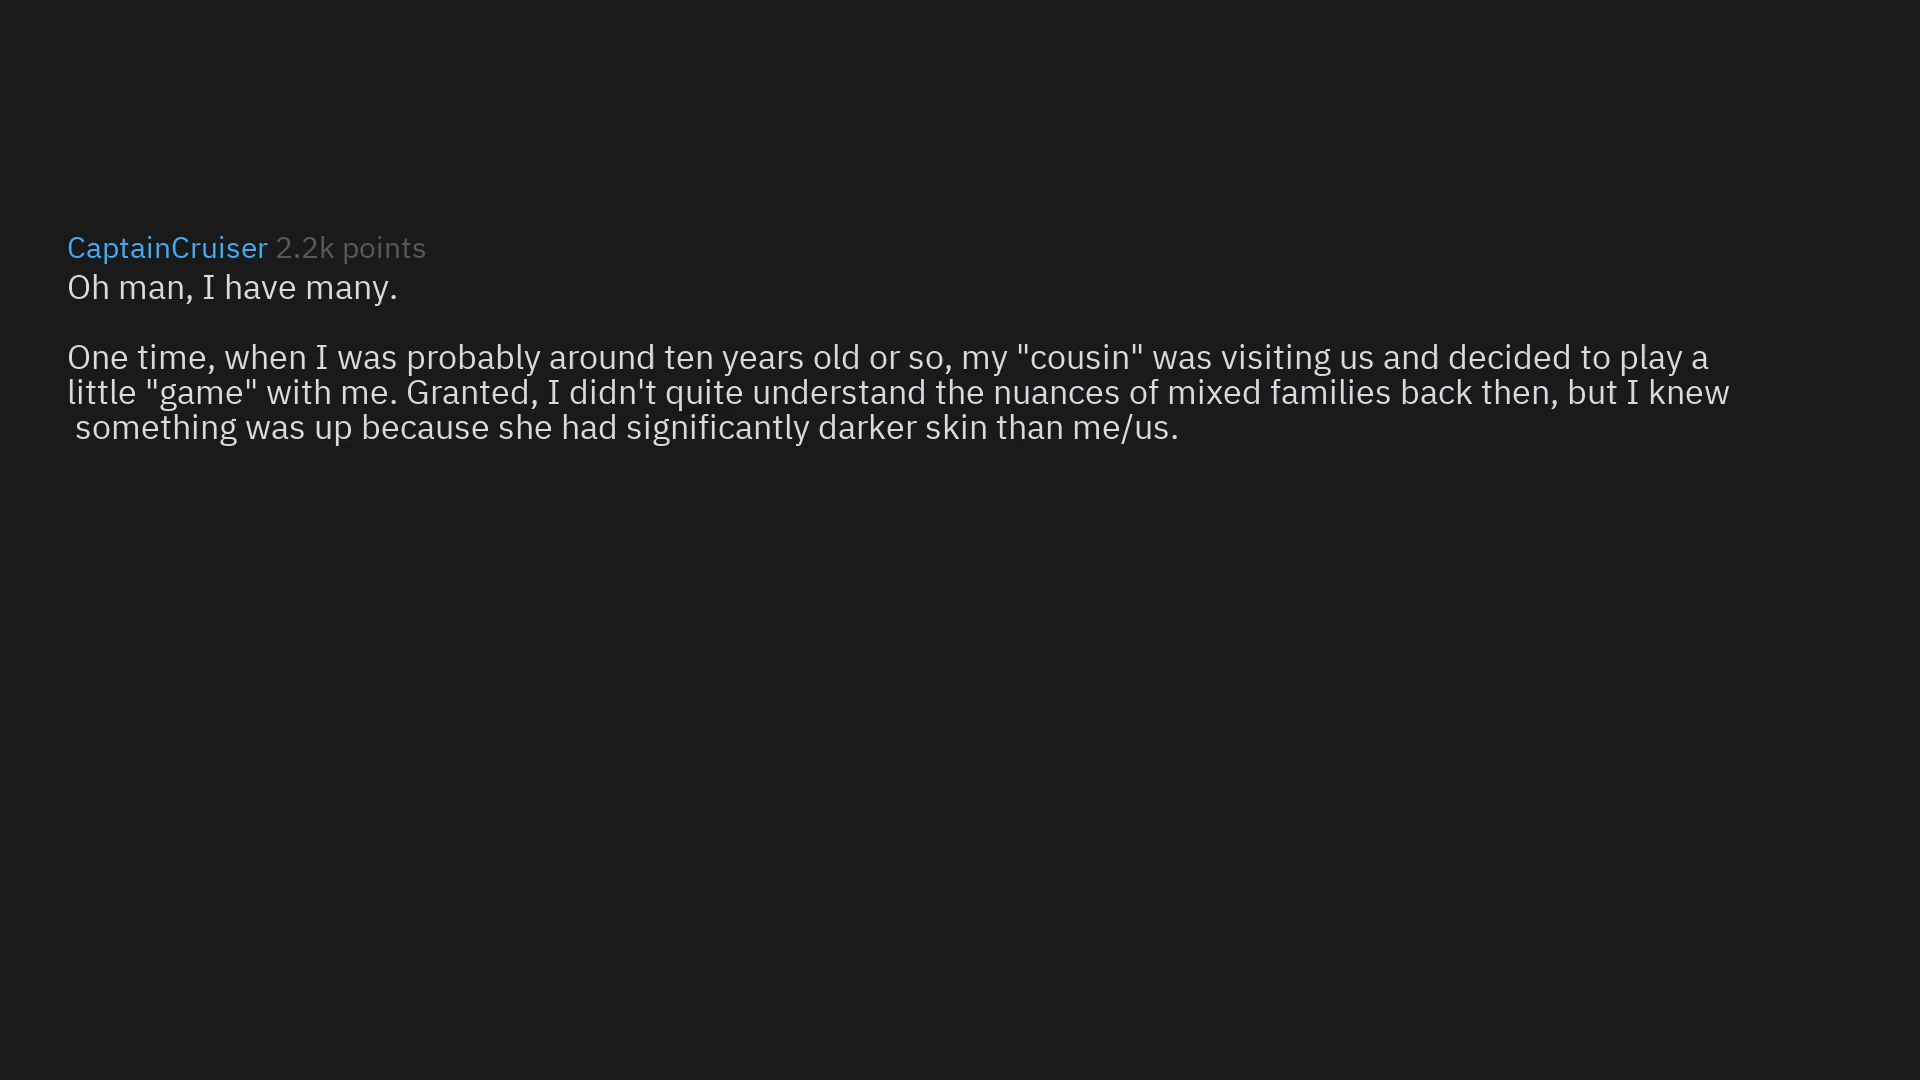 CaptainCruiser 2.2k points
Oh man, I have many.
One time, when I was probably around ten years old or so, my "cousin" was visiting us and decided to play a
little "game" with me. Granted, I didn't quite understand the nuances of mixed families back then, but I knew
something was up because she had significantly darker skin than me/us.